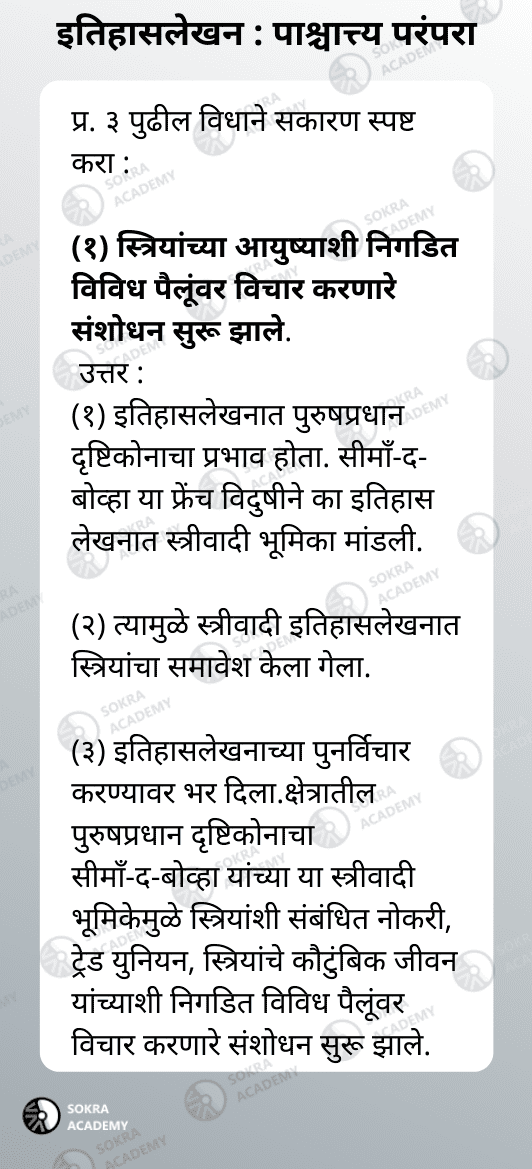 इतिहासलेखन : पाश्चात्त्य परंपरा
प्र. ३ पुढील विधाने सकारण स्पष्ट
करा :
(१) स्त्रियांच्या आयुष्याशी निगडित
विविध पैलूंवर विचार करणारे
संशोधन सुरू झाले.
उत्तर :
(१) इतिहासलेखनात पुरुषप्रधान
दृष्टिकोनाचा प्रभाव होता. सीमाँ-द-
बोव्हा या फ्रेंच विदुषीने का इतिहास
लेखनात स्त्रीवादी भूमिका मांडली.
(२) त्यामुळे स्त्रीवादी इतिहासलेखनात
स्त्रियांचा समावेश केला गेला.
(३) इतिहासलेखनाच्या पुनर्विचार
करण्यावर भर दिला.क्षेत्रातील
पुरुषप्रधान दृष्टिकोनाचा
सीमाँ-द-बोव्हा यांच्या या स्त्रीवादी
भूमिकेमुळे स्त्रियांशी संबंधित नोकरी,
ट्रेड युनियन, स्त्रियांचे कौटुंबिक जीवन
यांच्याशी निगडित विविध पैलूंवर
विचार करणारे संशोधन सुरू झाले.
SOKRA
ACADEMY